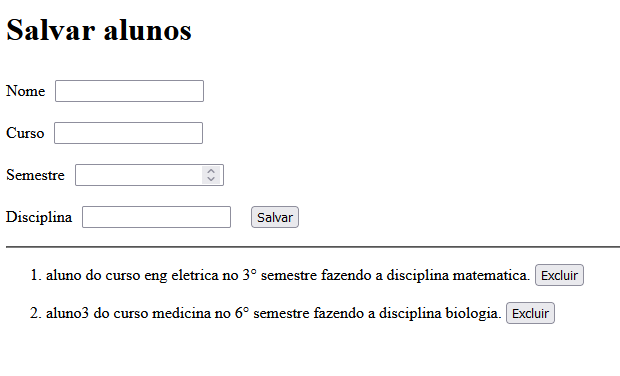 Salvar alunos
Nome
Curso
Semestre
Disciplina Salvar
1. aluno do curso eng eletrica no 3° semestre fazendo a disciplina matematica. Excluir
2. aluno3 do curso medicina no 6° semestre fazendo a disciplina biologia. Excluir